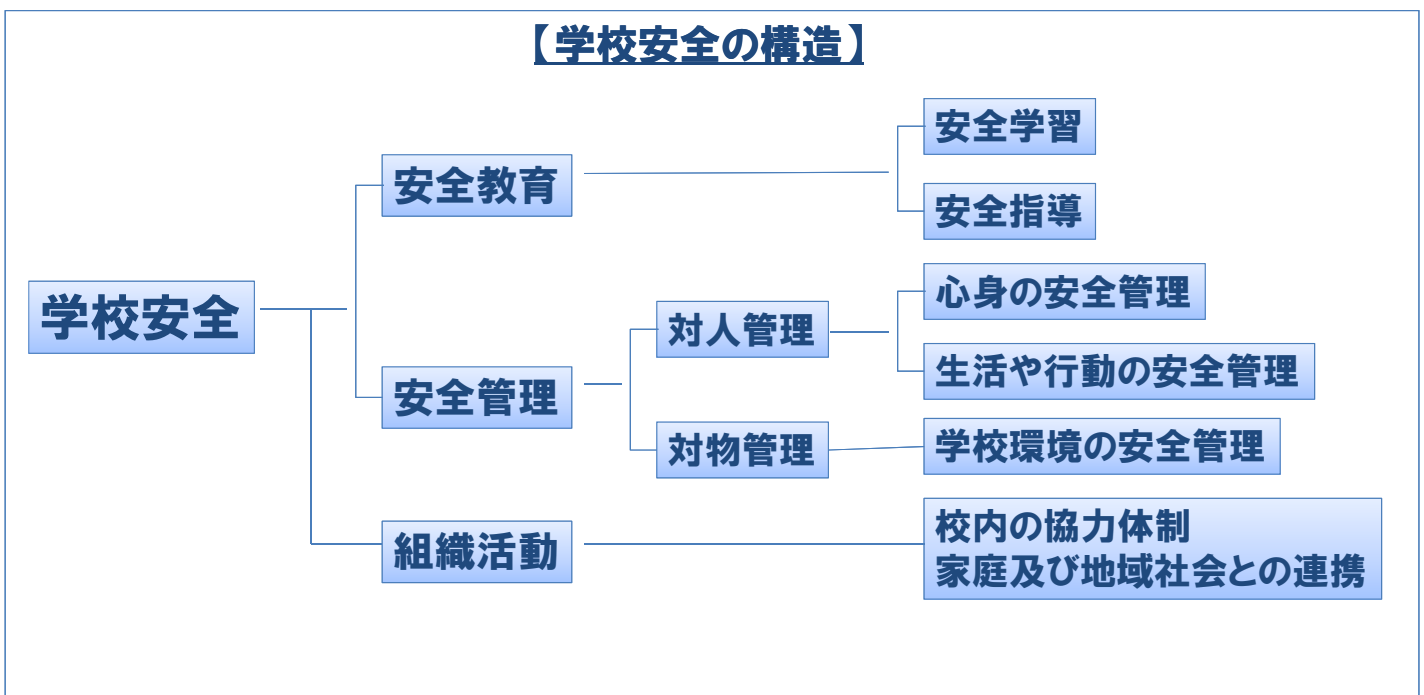 【学校安全の構造】
安全学習
安全教育
安全指導
学校安全
心身の安全管理
対人管理
生活や行動の安全管理
安全管理
対物管理
学校環境の安全管理
組織活動
校内の協力体制
家庭及び地域社会との連携